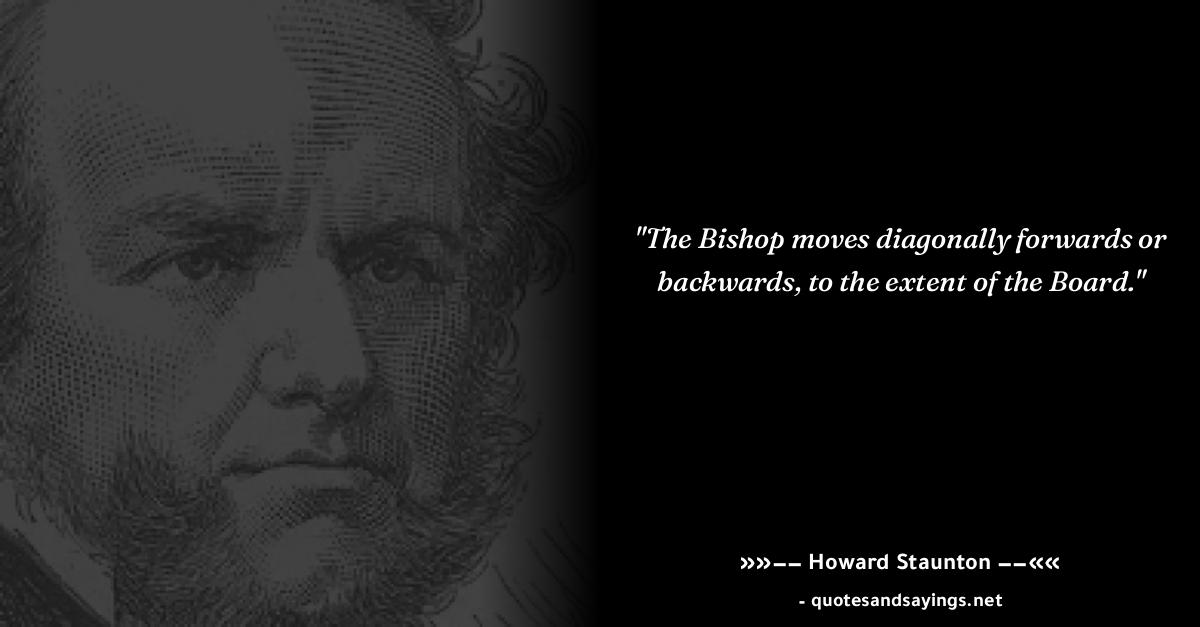 "The Bishop moves diagonally forwards or
backwards, to the extent of the Board."
»»−− Howard Staunton −−««
- quotesandsayings.net